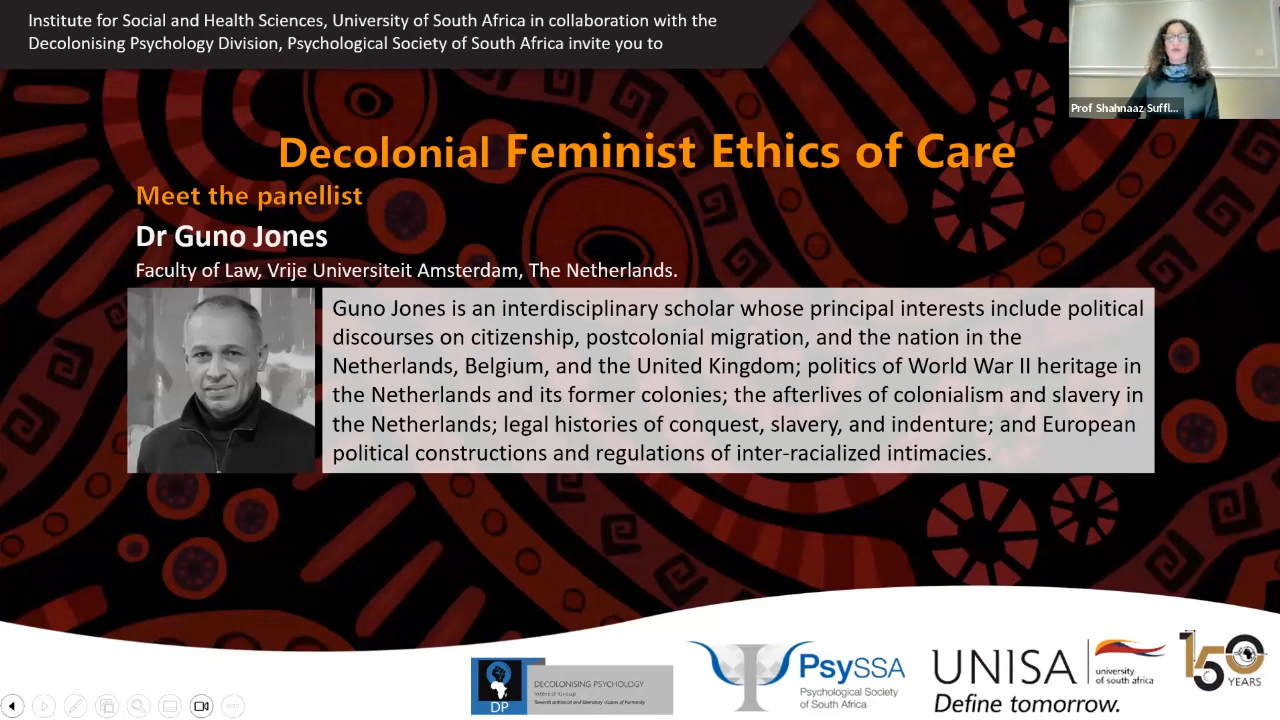 Institute for Social and Health Sciences, University of South Africa in collaboration with the
Decolonising Psychology Division, Psychological Society of South Africa invite you to
Prof Shahnaaz Suffl...
Decolonial Feminist Ethics of Care
Meet the panellist
Dr Guno Jones
Faculty of Law, Vrije Universiteit Amsterdam, The Netherlands.
Guno Jones is an interdisciplinary scholar whose principal interests include political
discourses on citizenship, postcolonial migration, and the nation in the
Netherlands, Belgium, and the United Kingdom; politics of World War II heritage in
the Netherlands and its former colonies; the afterlives of colonialism and slavery in
the Netherlands; legal histories of conquest, slavery, and indenture; and European
political constructions and regulations of inter-racialized intimacies.
DP
DECOLONISING PSYCHOLOGY
Interest Group
Towards antiracist and liberatory visions of humanity
PsySSA
Psychological Society
of South Africa
UNISA
university
of south africa
Define tomorrow.
150
YEARS